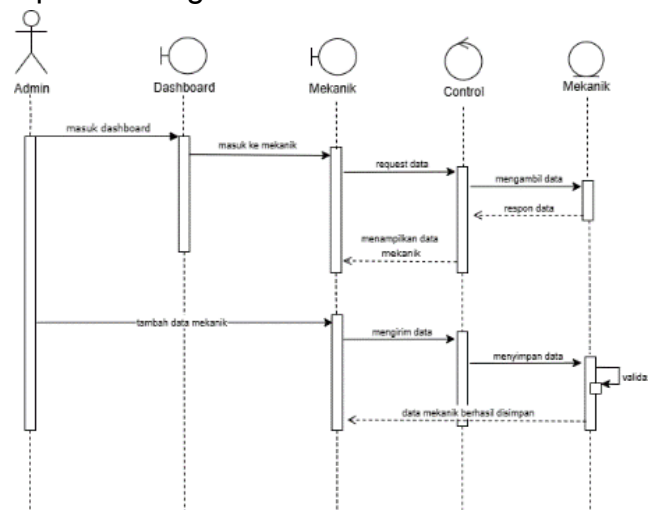 Admin
Dashboard
Mekanik
Control
Mekanik
masuk dashboard
masuk ke mekanik
request data
mengambil data
respon data
menampilkan data
mekanik
tambah data mekanik
mengirim data
menyimpan data
valida
data mekanik berhasil disimpan